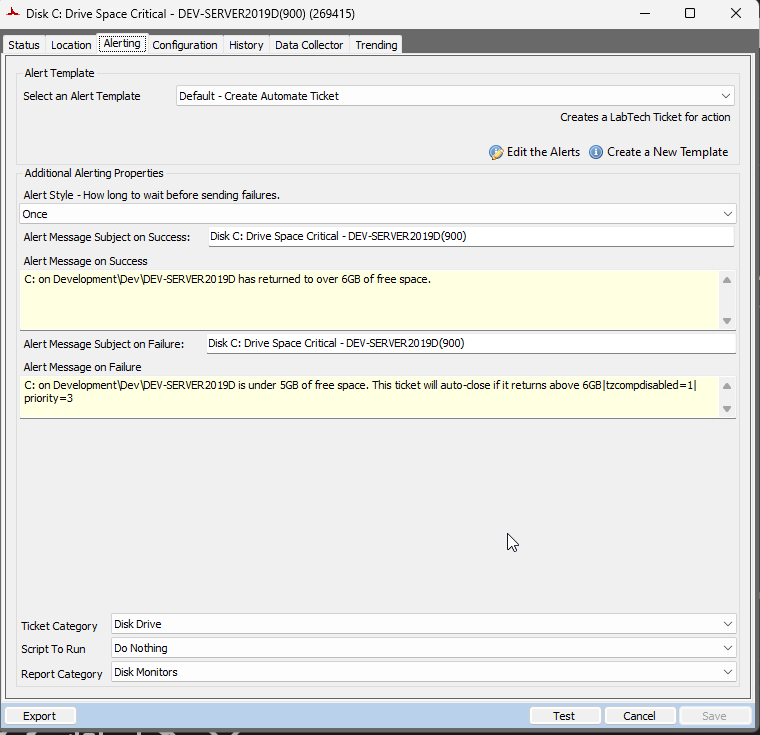 Disk C: Drive Space Critical - DEV-SERVER2019D(900) (269415)
Status Location Alerting Configuration History Data Collector Trending
Alert Template
Select an Alert Template Default - Create Automate Ticket
Creates a LabTech Ticket for action
Edit the Alerts Create a New Template
Additional Alerting Properties
Alert Style - How long to wait before sending failures.
Once
Alert Message Subject on Success: Disk C: Drive Space Critical - DEV-SERVER2019D(900)
Alert Message on Success
C: on Development\Dev\DEV-SERVER2019D has returned to over 6GB of free space.
Alert Message Subject on Failure: Disk C: Drive Space Critical - DEV-SERVER2019D(900)
Alert Message on Failure
C: on Development\Dev\DEV-SERVER2019D is under 5GB of free space. This ticket will auto-close if it returns above 6GB|tzcompdisabled=1|
priority=3
Ticket Category Disk Drive
Script To Run Do Nothing
Report Category Disk Monitors
Export Test Cancel Save